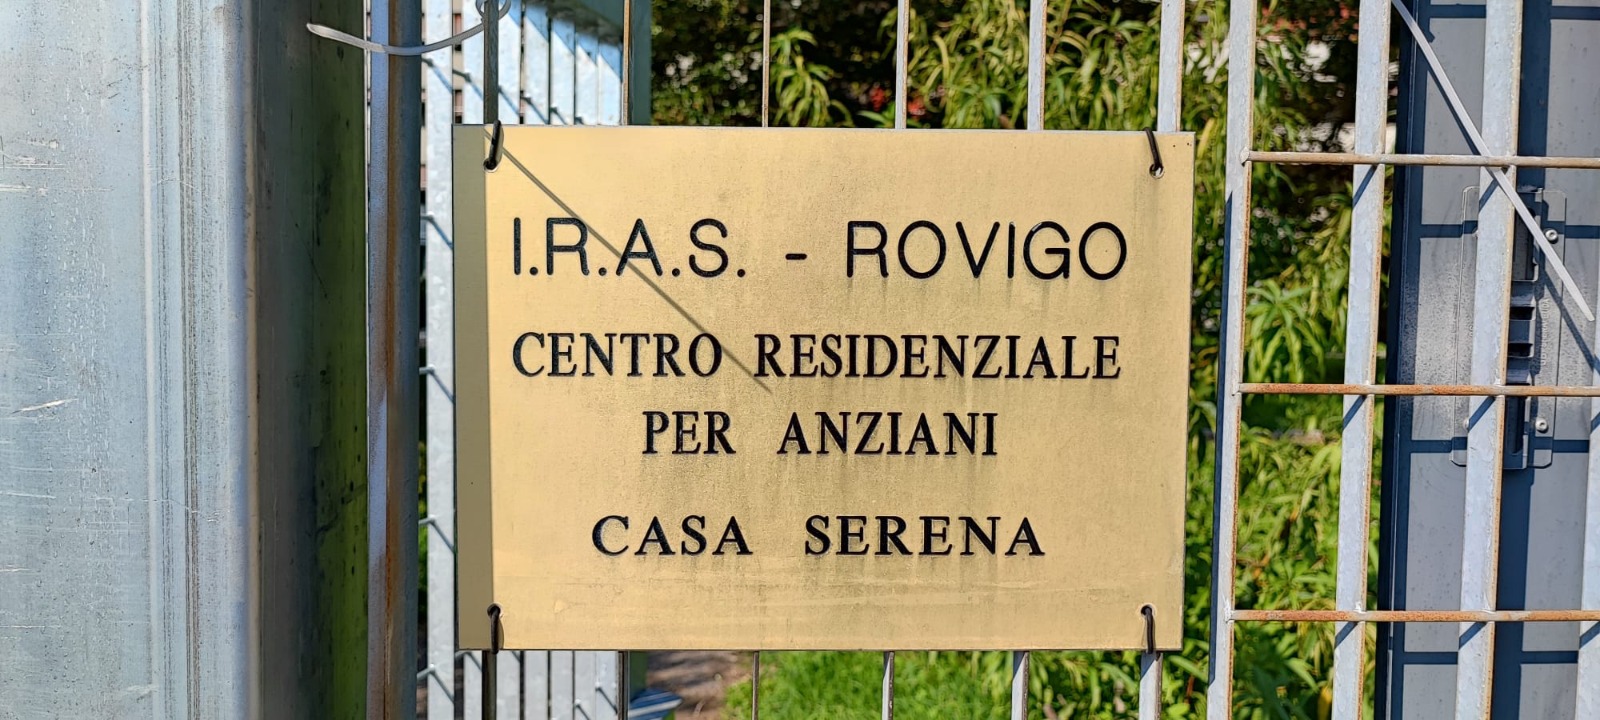 I.R.A.S. - ROVIGO
CENTRO RESIDENZIALE
PER ANZIANI
CASA SERENA